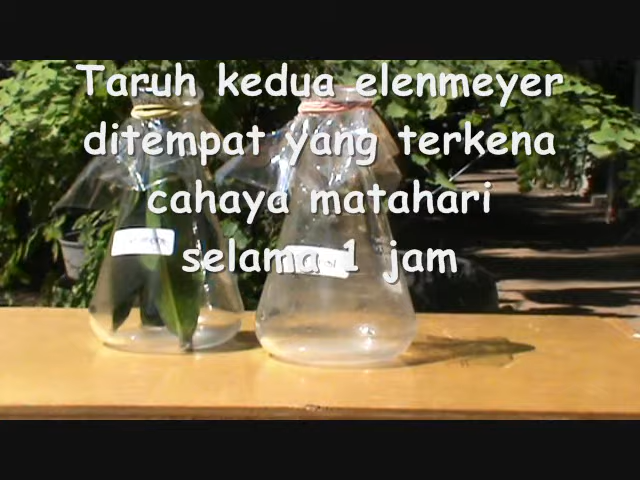 Taruh kedua elenmeyer
ditempat yang terkena
cahaya matahari
selama 1 jam